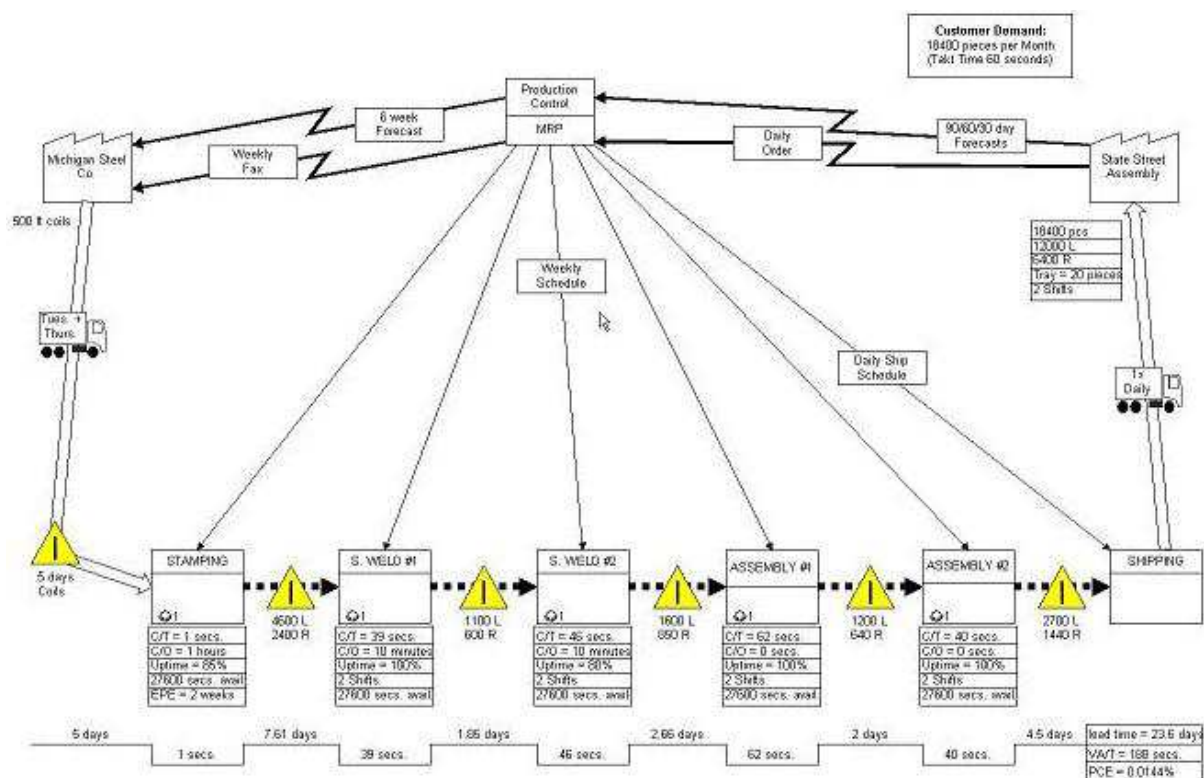 Customer Demand:
18400 pieces per Month
(Takt Time 60 seconds)
Production
Control
MRP
6 week
Forecast
Weekly
Fax
Daily
Order
90/60/30 day
Forecasts
Michigan Steel
Co
State Street
Assembly
500 ft coils
18400 pcs
12000 L
6400 R
Tray = 20 pieces
2 Shifts
Weekly
Schedule
Tues. +
Thurs.
Daily Ship
Schedule
1x
Daily
5 days
Coils
STAMPING
1
C/T = 1 secs.
C/O = 1 hours
Uptime = 85%
27600 secs. avail
EPE = 2 weeks
4600 L
2400 R
S. WELD #1
1
C/T = 39 secs.
C/O = 10 minutes
Uptime = 100%
2 Shifts
27600 secs. avail
1100 L
600 R
S. WELD #2
1
C/T = 46 secs.
C/O = 10 minutes
Uptime = 80%
2 Shifts
27600 secs. avail
1600 L
850 R
ASSEMBLY #1
1
C/T = 62 secs.
C/O = 0 secs.
Uptime = 100%
2 Shifts
27600 secs. avail
1200 L
640 R
ASSEMBLY #2
1
C/T = 40 secs.
C/O = 0 secs.
Uptime = 100%
2 Shifts
27600 secs. avail
2700 L
1440 R
SHIPPING
5 days
1 secs.
7.61 days
39 secs.
1.85 days
46 secs.
2.66 days
62 secs.
2 days
40 secs.
4.5 days
lead time = 23.6 days
VA/T = 188 secs.
PCE = 0.0144%